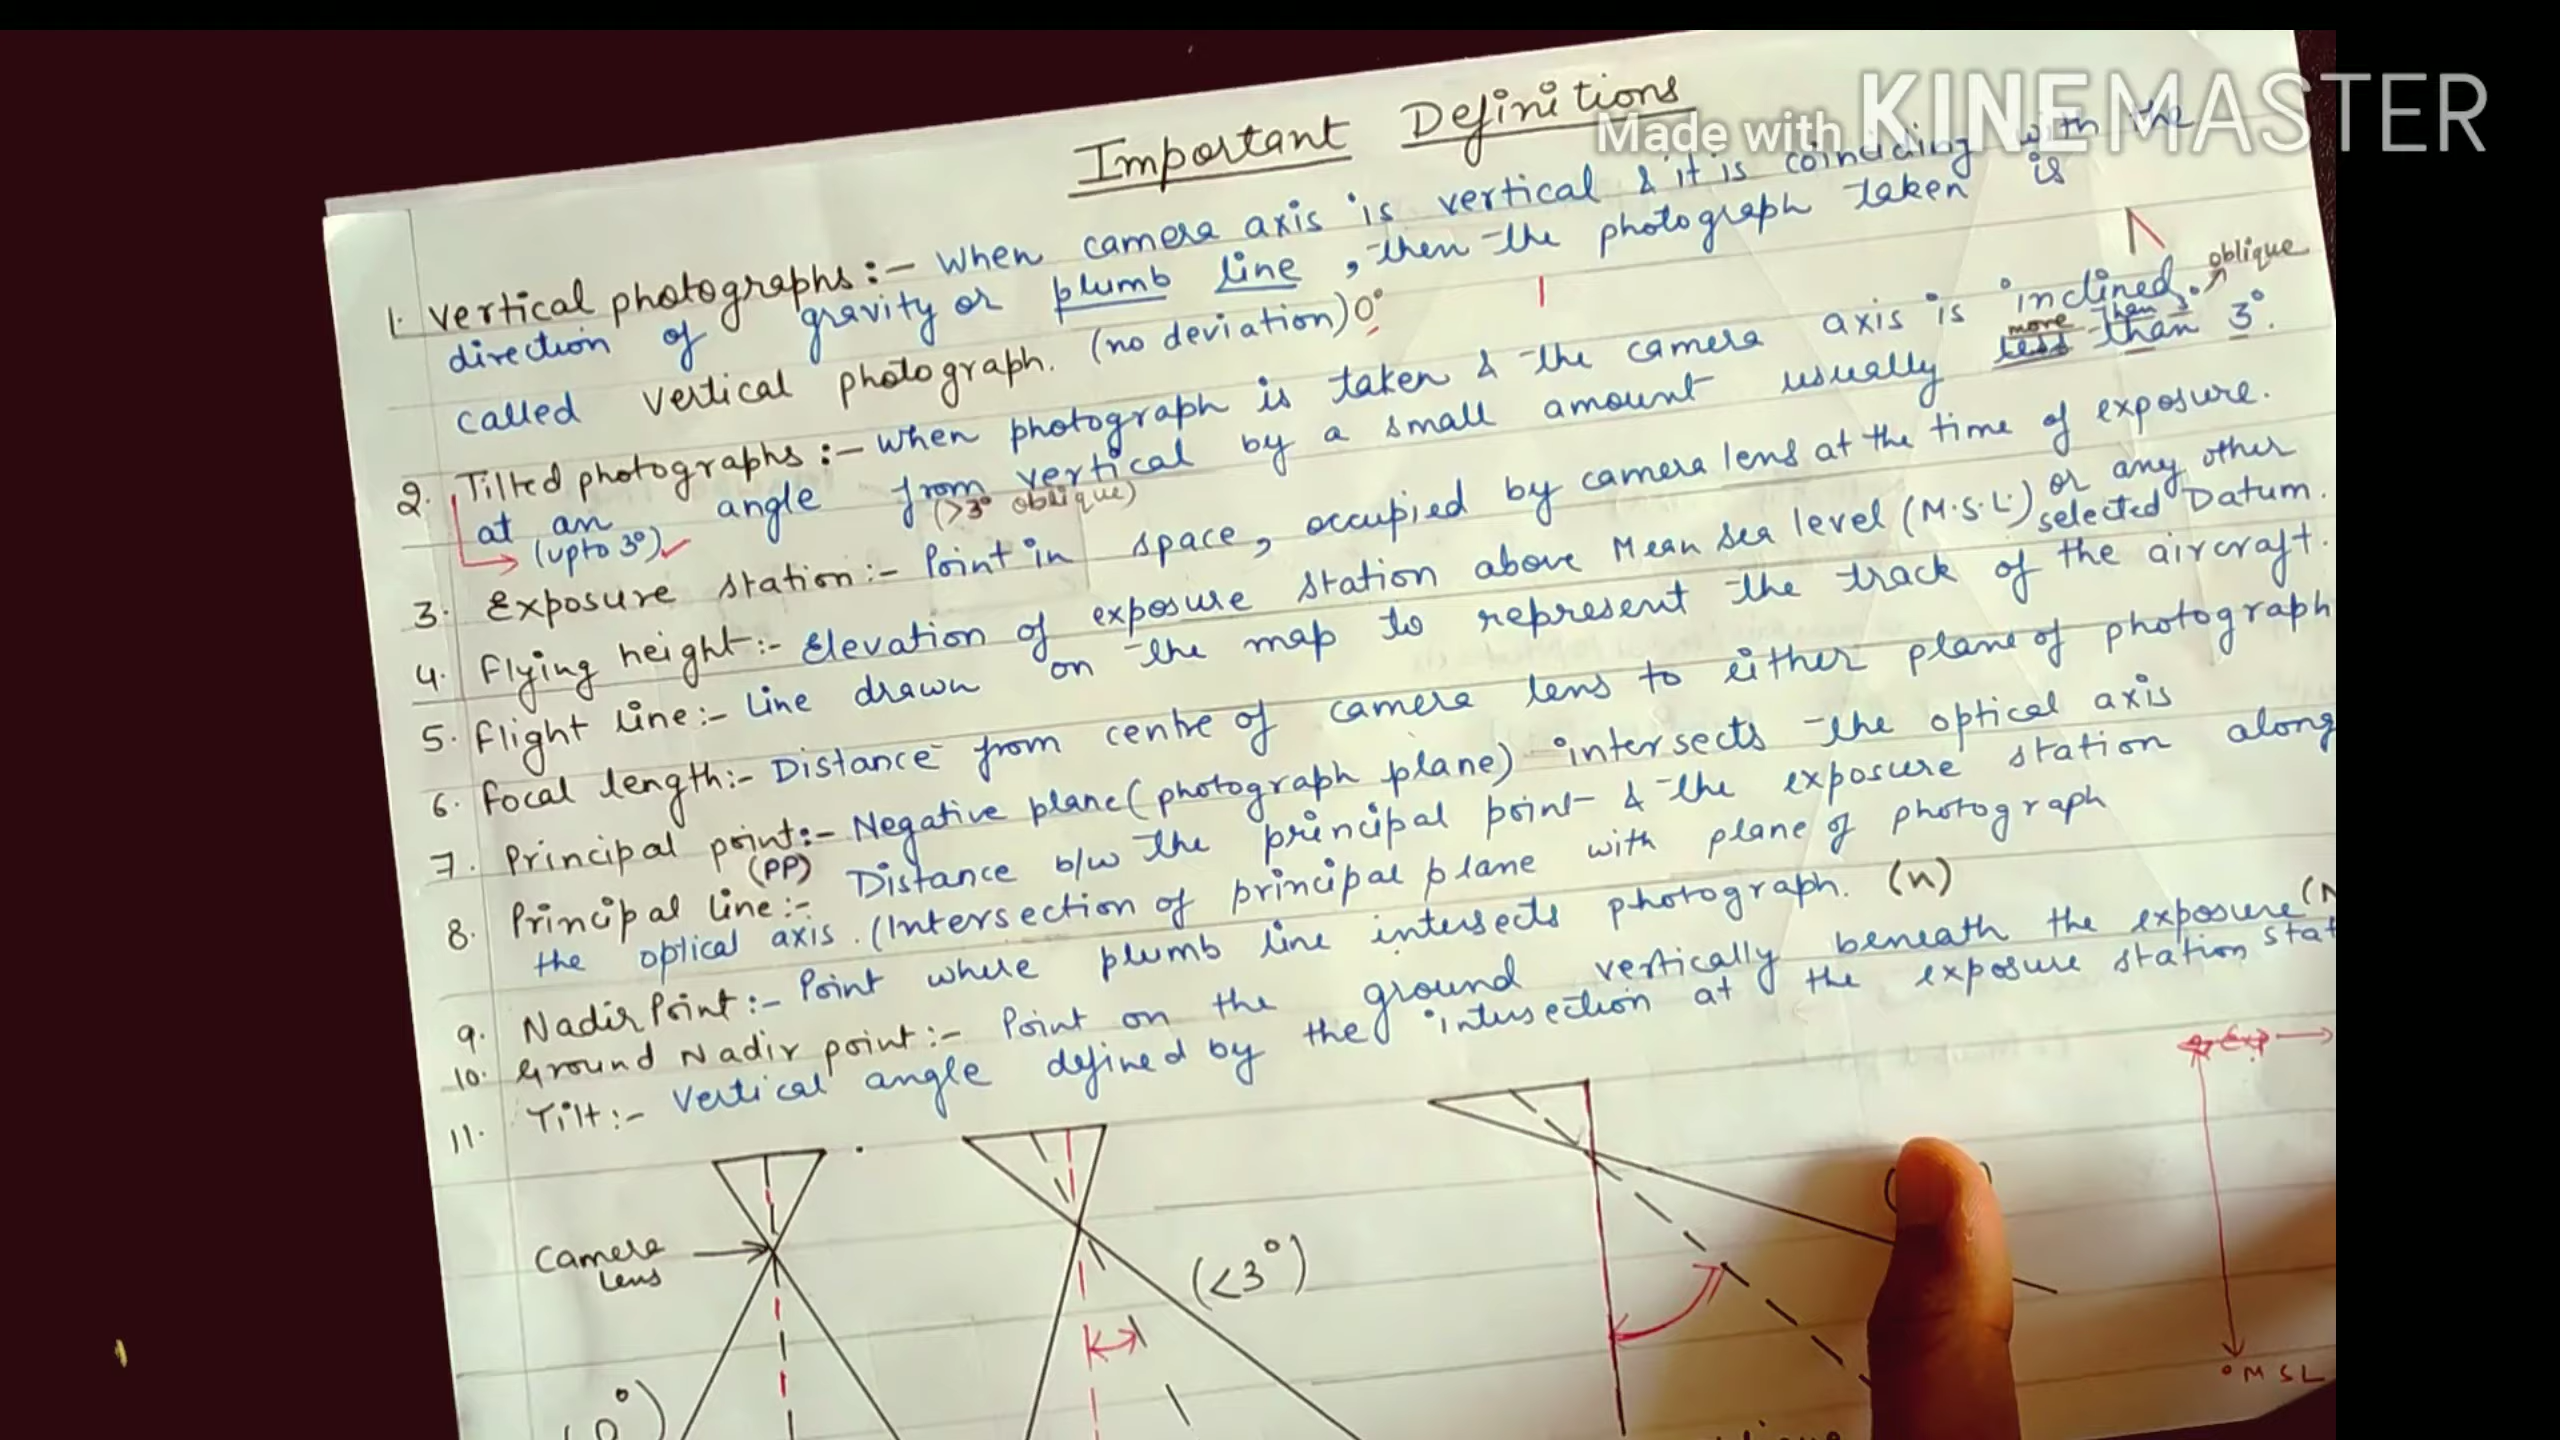 Important Definitions
Made with KINEMASTER
1. Vertical photographs :- When camera axis is vertical & it is coinciding with the
direction of gravity or plumb line, then the photograph taken is
called vertical photograph. (no deviation) 0°
2. Tilted photographs :- When photograph is taken & the camera axis is inclined. oblique
more than 3
at an angle from vertical by a small amount usually less than 3°.
(upto 3°) (>3° oblique)
3. Exposure station :- Point in space, occupied by camera lens at the time of exposure.
4. Flying height :- Elevation of exposure station above Mean sea level (M.S.L.) or any other
selected Datum.
5. Flight line :- Line drawn on the map to represent the track of the aircraft.
6. Focal length :- Distance from centre of camera lens to either plane of photograph
7. Principal point :- Negative plane (photograph plane) intersects the optical axis
(PP)
8. Principal line :- Distance b/w the principal point & the exposure station along
the optical axis. (Intersection of principal plane with plane of photograph
9. Nadir Point :- Point where plumb line intersects photograph. (n)
10. Ground Nadir point :- Point on the ground vertically beneath the exposure (N
stat
11. Tilt :- Vertical angle defined by the intersection at the exposure station
Camera
Lens
(<3°)
0°)
M S L